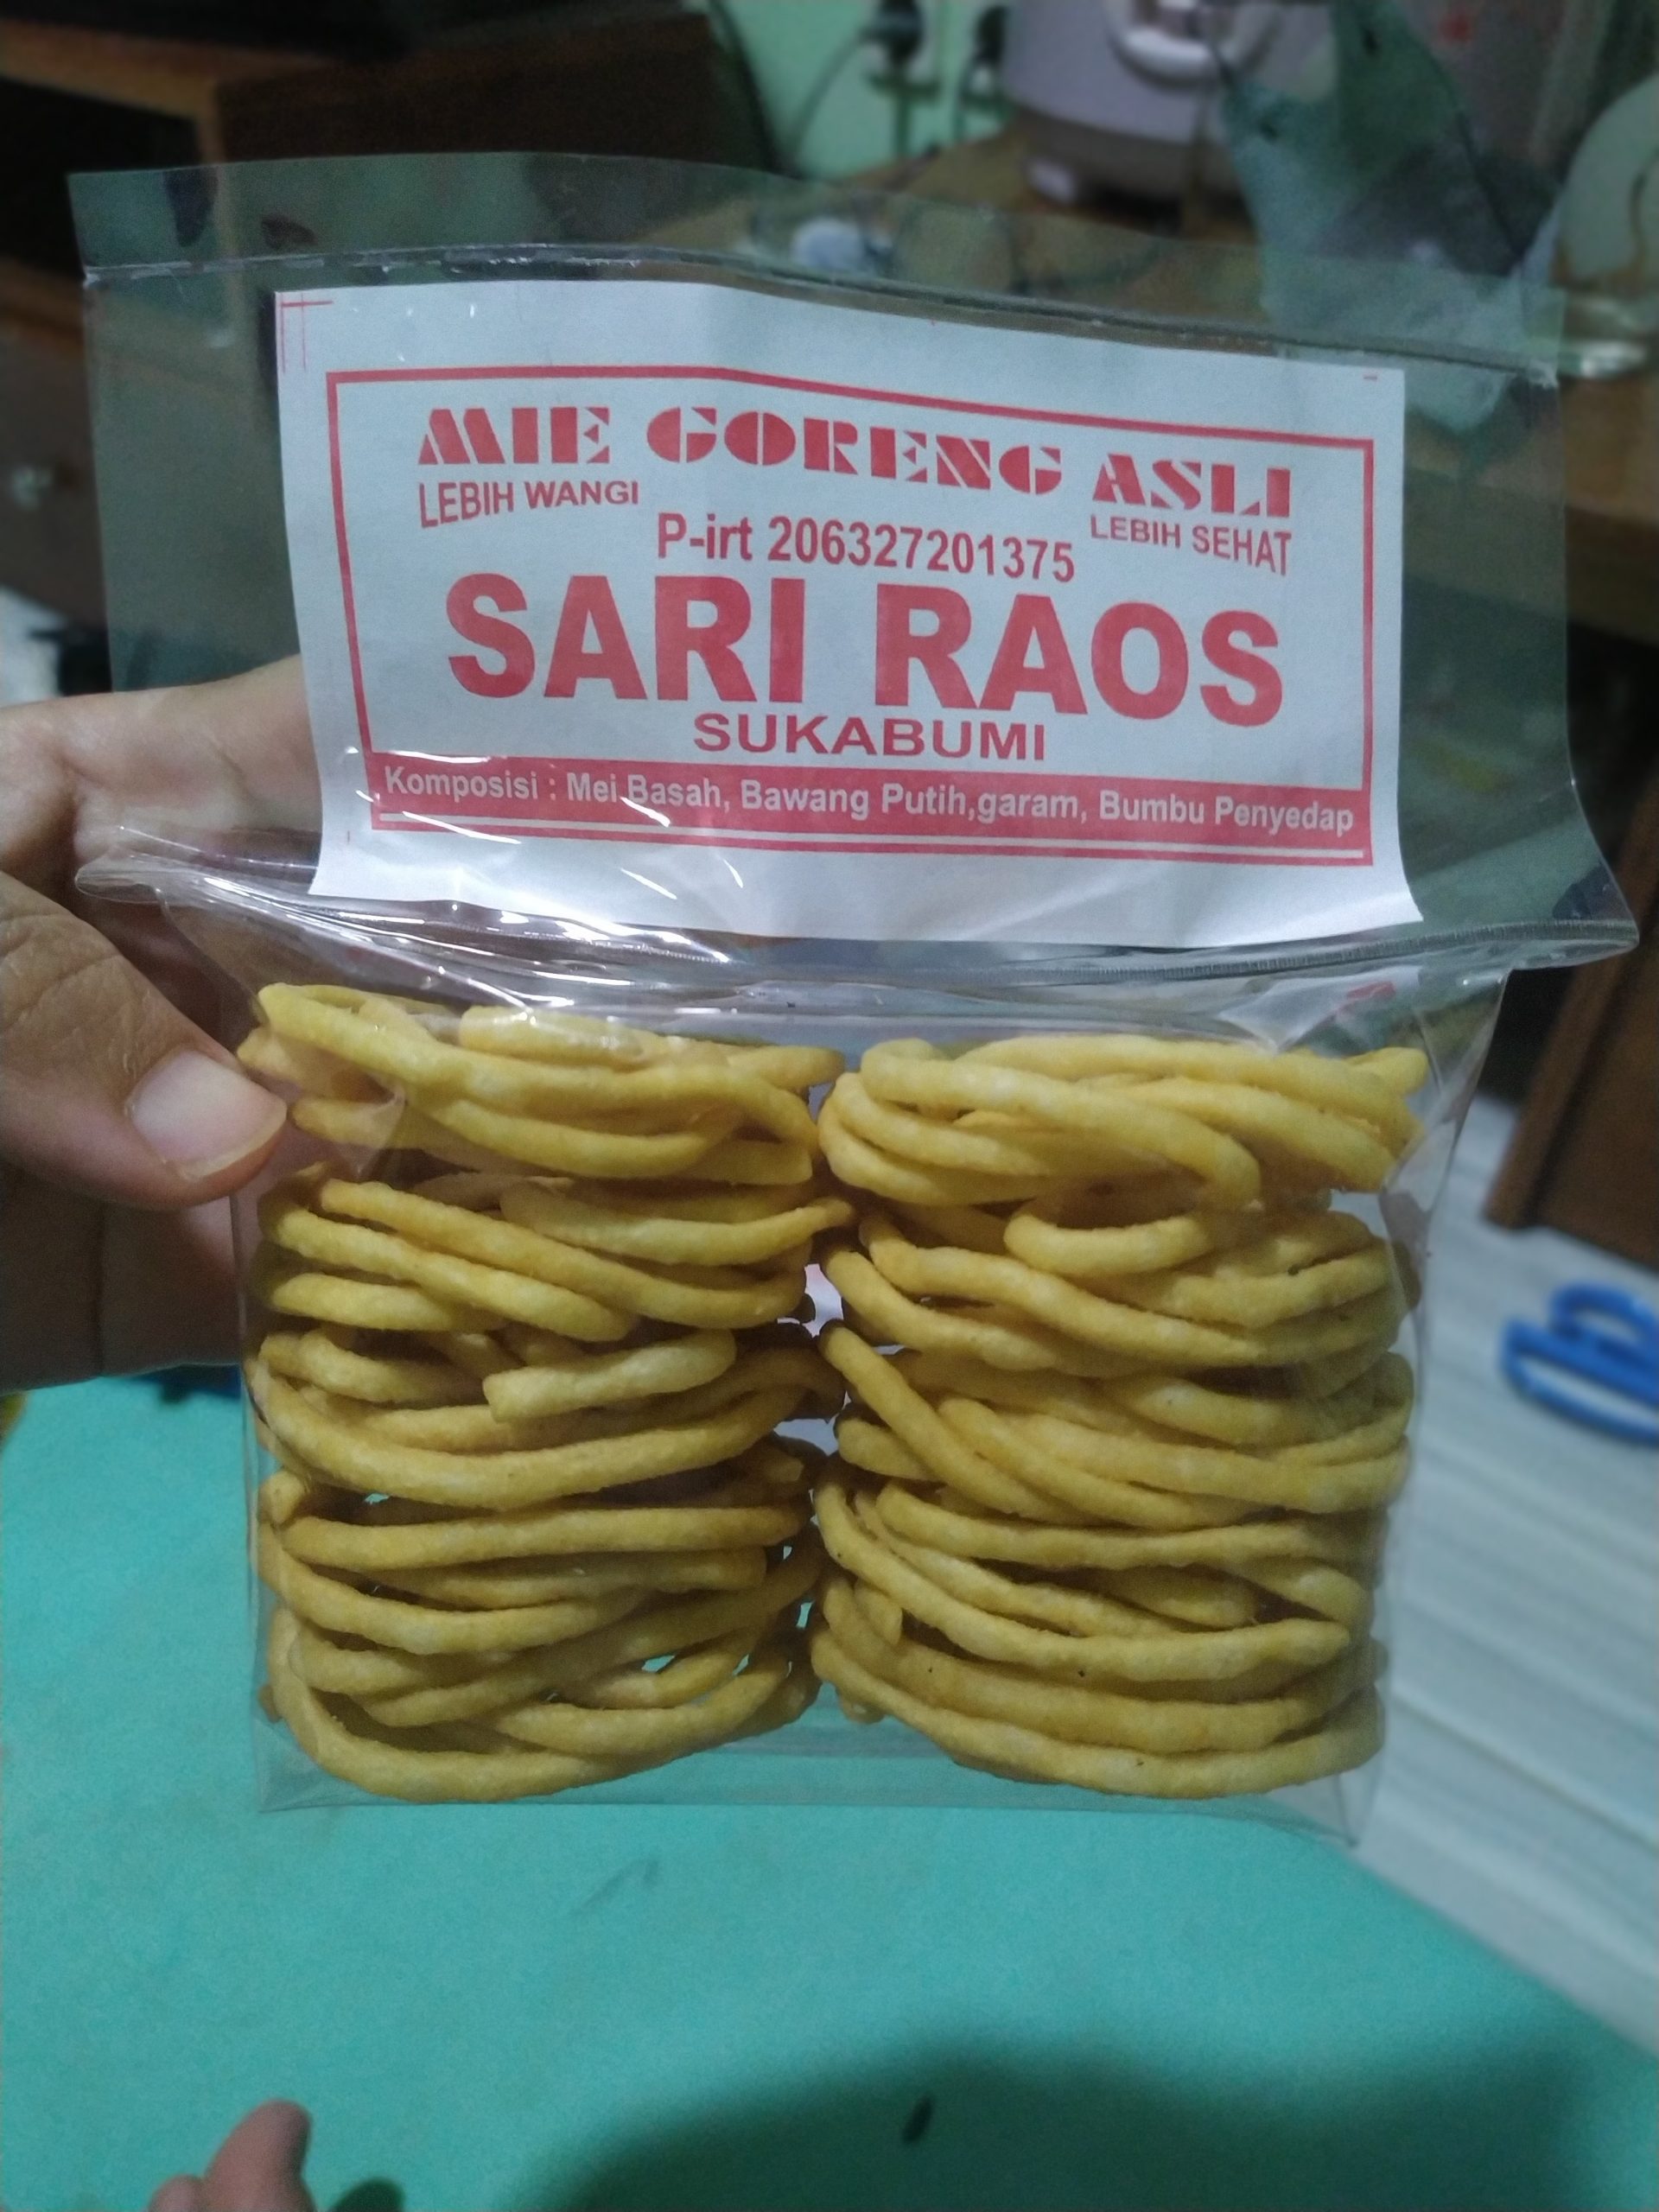 MIE GORENG ASLI
LEBIH WANGI
LEBIH SEHAT
P-irt 206327201375
SARI RAOS
SUKABUMI
Komposisi : Mei Basah, Bawang Putih,garam, Bumbu Penyedap